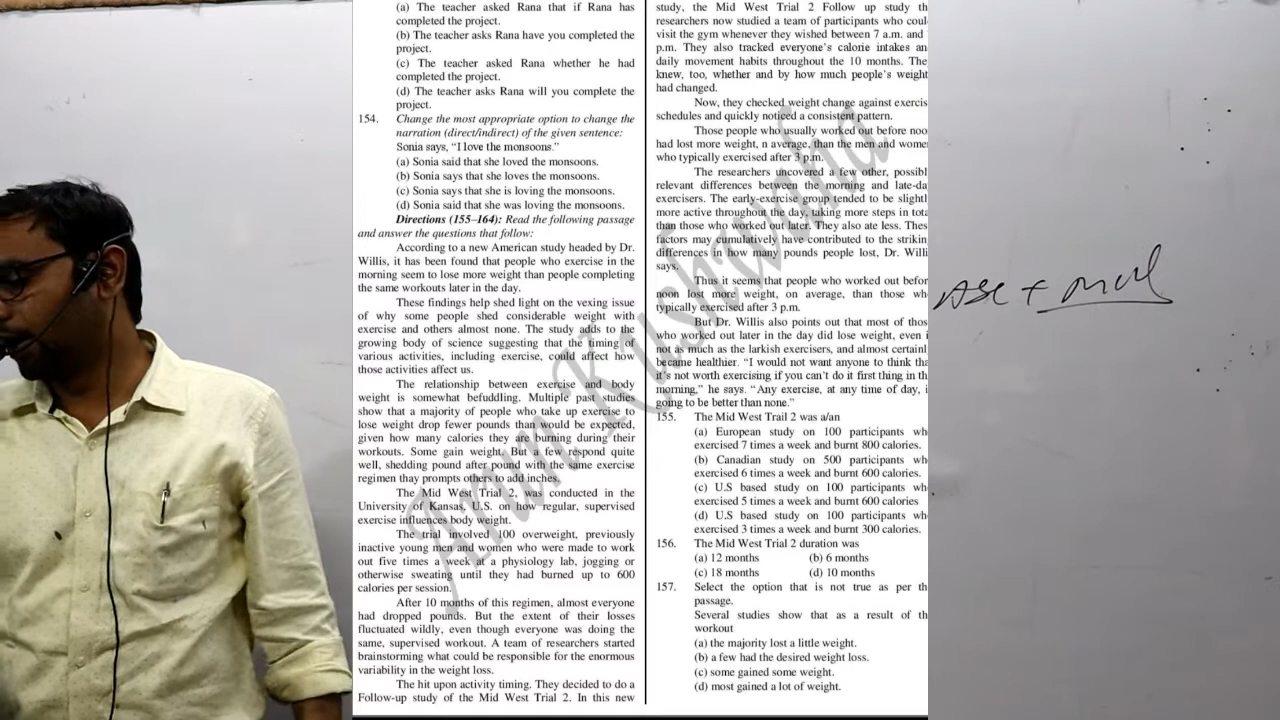 (a) The teacher asked Rana that if Rana has
completed the project.
(b) The teacher asks Rana have you completed the
project.
(c) The teacher asked Rana whether he had
completed the project.
(d) The teacher asks Rana will you complete the
project.
154. Change the most appropriate option to change the
narration (direct/indirect) of the given sentence:
Sonia says, “I love the monsoons.”
(a) Sonia said that she loved the monsoons.
(b) Sonia says that she loves the monsoons.
(c) Sonia says that she is loving the monsoons.
(d) Sonia said that she was loving the monsoons.
Directions (155–164): Read the following passage
and answer the questions that follow:
According to a new American study headed by Dr.
Willis, it has been found that people who exercise in the
morning seem to lose more weight than people completing
the same workouts later in the day.
These findings help shed light on the vexing issue
of why some people shed considerable weight with
exercise and others almost none. The study adds to the
growing body of science suggesting that the timing of
various activities, including exercise, could affect how
those activities affect us.
The relationship between exercise and body
weight is somewhat befuddling. Multiple past studies
show that a majority of people who take up exercise to
lose weight drop fewer pounds than would be expected,
given how many calories they are burning during their
workouts. Some gain weight. But a few respond quite
well, shedding pound after pound with the same exercise
regimen thay prompts others to add inches.
The Mid West Trial 2, was conducted in the
University of Kansas, U.S. on how regular, supervised
exercise influences body weight.
The trial involved 100 overweight, previously
inactive young men and women who were made to work
out five times a week at a physiology lab, jogging or
otherwise sweating until they had burned up to 600
calories per session.
After 10 months of this regimen, almost everyone
had dropped pounds. But the extent of their losses
fluctuated wildly, even though everyone was doing the
same, supervised workout. A team of researchers started
brainstorming what could be responsible for the enormous
variability in the weight loss.
The hit upon activity timing. They decided to do a
Follow-up study of the Mid West Trial 2. In this new
study, the Mid West Trial 2 Follow up study th
researchers now studied a team of participants who coul
visit the gym whenever they wished between 7 a.m. and
p.m. They also tracked everyone’s calorie intakes an
daily movement habits throughout the 10 months. The
knew, too, whether and by how much people’s weight
had changed.
Now, they checked weight change against exercis
schedules and quickly noticed a consistent pattern.
Those people who usually worked out before noo
had lost more weight, n average, than the men and wome
who typically exercised after 3 p.m.
The researchers uncovered a few other, possibl
relevant differences between the morning and late-da
exercisers. The early-exercise group tended to be slightl
more active throughout the day, taking more steps in tota
than those who worked out later. They also ate less. Thes
factors may cumulatively have contributed to the strikin
differences in how many pounds people lost, Dr. Willi
says.
Thus it seems that people who worked out befor
noon lost more weight, on average, than those wh
typically exercised after 3 p.m.
But Dr. Willis also points out that most of thos
who worked out later in the day did lose weight, even i
not as much as the larkish exercisers, and almost certainl
became healthier. “I would not want anyone to think tha
it’s not worth exercising if you can’t do it first thing in th
morning,” he says. “Any exercise, at any time of day, i
going to be better than none.”
155. The Mid West Trail 2 was a/an
(a) European study on 100 participants wh
exercised 7 times a week and burnt 800 calories.
(b) Canadian study on 500 participants wh
exercised 6 times a week and burnt 600 calories.
(c) U.S based study on 100 participants wh
exercised 5 times a week and burnt 600 calories
(d) U.S based study on 100 participants wh
exercised 3 times a week and burnt 300 calories.
156. The Mid West Trial 2 duration was
(a) 12 months (b) 6 months
(c) 18 months (d) 10 months
157. Select the option that is not true as per th
passage.
Several studies show that as a result of th
workout
(a) the majority lost a little weight.
(b) a few had the desired weight loss.
(c) some gained some weight.
(d) most gained a lot of weight.
Arun Kushwaha